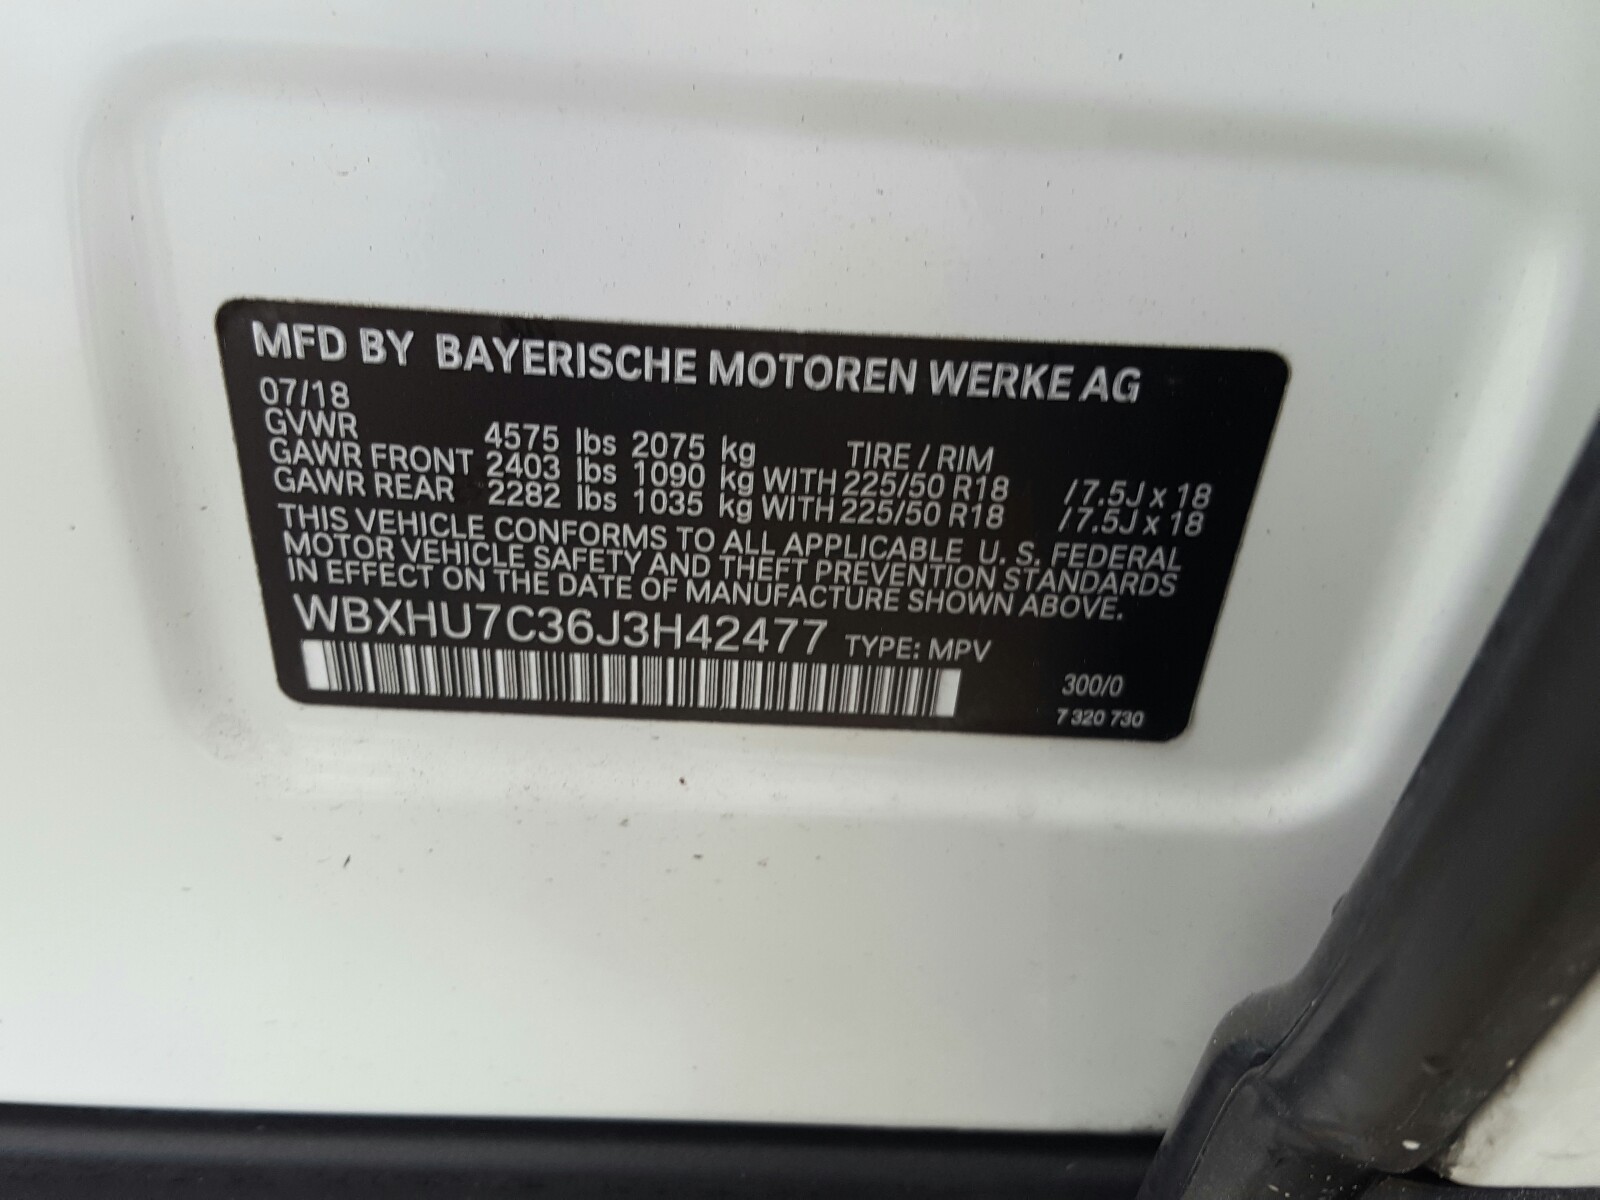 MFD BY BAYERISCHE MOTOREN WERKE AG
07/18
GVWR 4575 lbs 2075 kg TIRE / RIM
GAWR FRONT 2403 lbs 1090 kg WITH 225/50 R18 /7.5J x 18
GAWR REAR 2282 lbs 1035 kg WITH 225/50 R18 /7.5J x 18
THIS VEHICLE CONFORMS TO ALL APPLICABLE U. S. FEDERAL
MOTOR VEHICLE SAFETY AND THEFT PREVENTION STANDARDS
IN EFFECT ON THE DATE OF MANUFACTURE SHOWN ABOVE.
WBXHU7C36J3H42477 TYPE: MPV
300/0
7 320 730